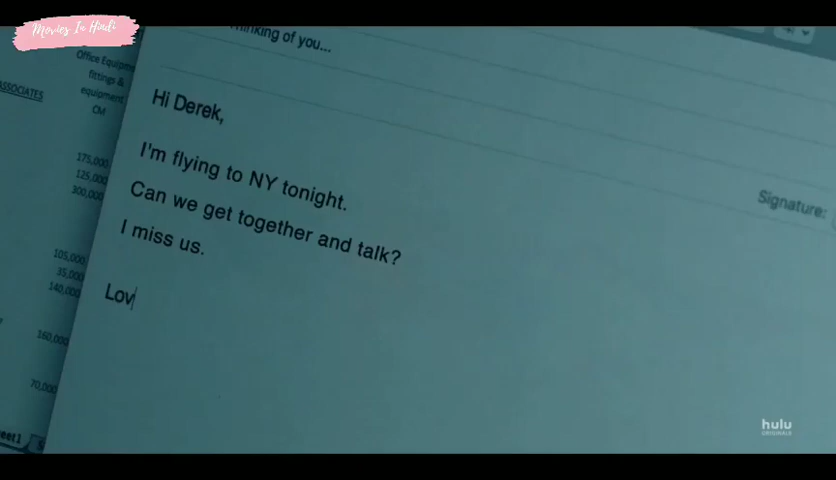 Movies In Hindi
thinking of you...
Office Equipment
fittings &
equipment
CM
ASSOCIATES
175,000
125,000
300,000
105,000
35,000
140,000
160,000
70,000
Hi Derek,
I'm flying to NY tonight.
Can we get together and talk?
I miss us.
Lov
Signature:
hulu
ORIGINALS